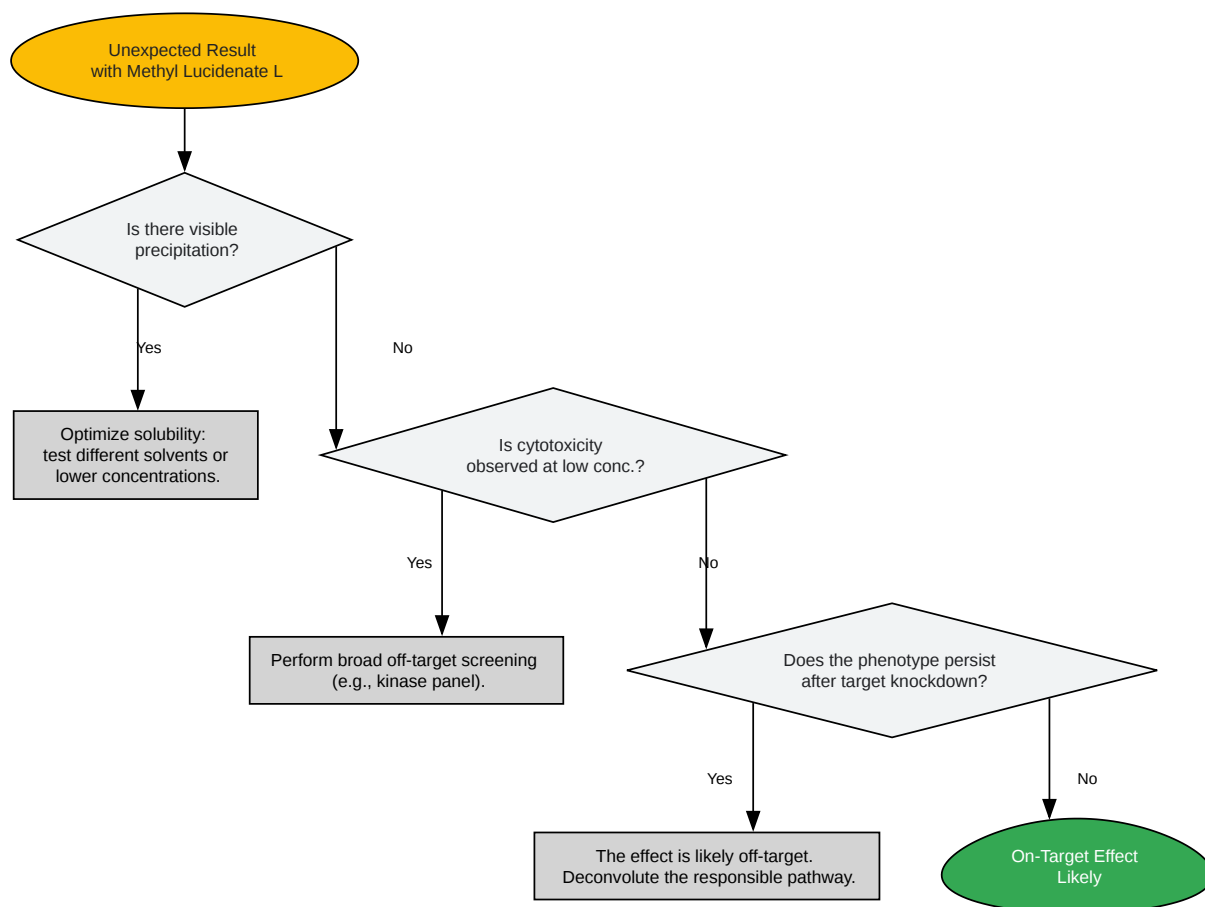 Unexpected Result
with Methyl Lucidenate L
Is there visible
precipitation?
Yes
No
Optimize solubility:
test different solvents or
lower concentrations.
Is cytotoxicity
observed at low conc.?
Yes
No
Perform broad off-target screening
(e.g., kinase panel).
Does the phenotype persist
after target knockdown?
Yes
No
The effect is likely off-target.
Deconvolute the responsible pathway.
On-Target Effect
Likely